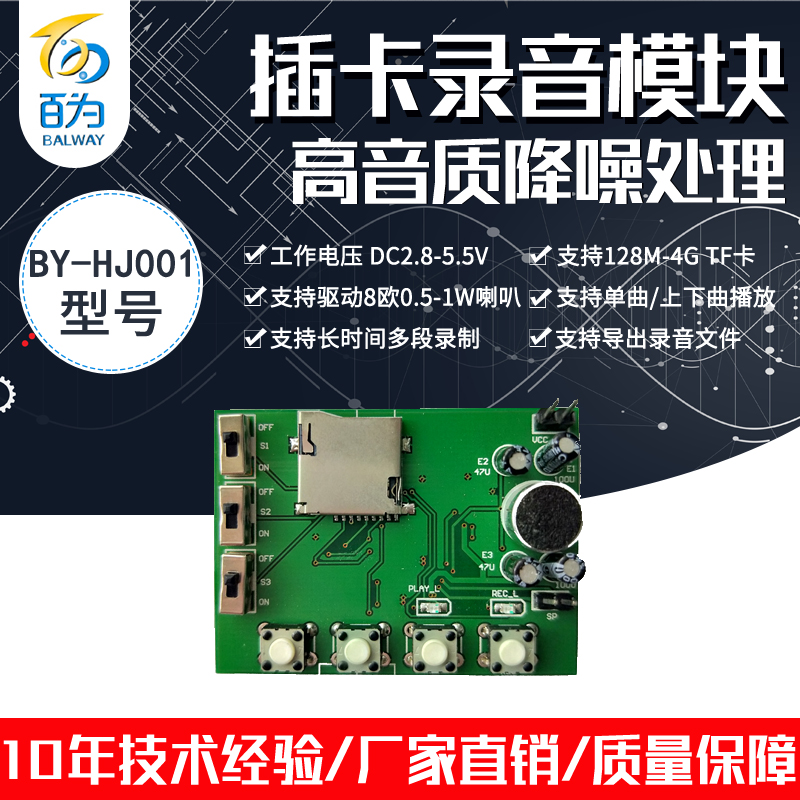 百为
BALWAY
插卡录音模块
高音质降噪处理
BY-HJ001
型号
工作电压 DC2.8-5.5V
支持128M-4G TF卡
支持驱动8欧0.5-1W喇叭
支持单曲/上下曲播放
支持长时间多段录制
支持导出录音文件
OFF
S1
ON
OFF
S2
ON
OFF
S3
ON
VCC
E2
47U
E1
100U
E3
47U
100U
PLAY_L
REC_L
SP
10年技术经验/厂家直销/质量保障